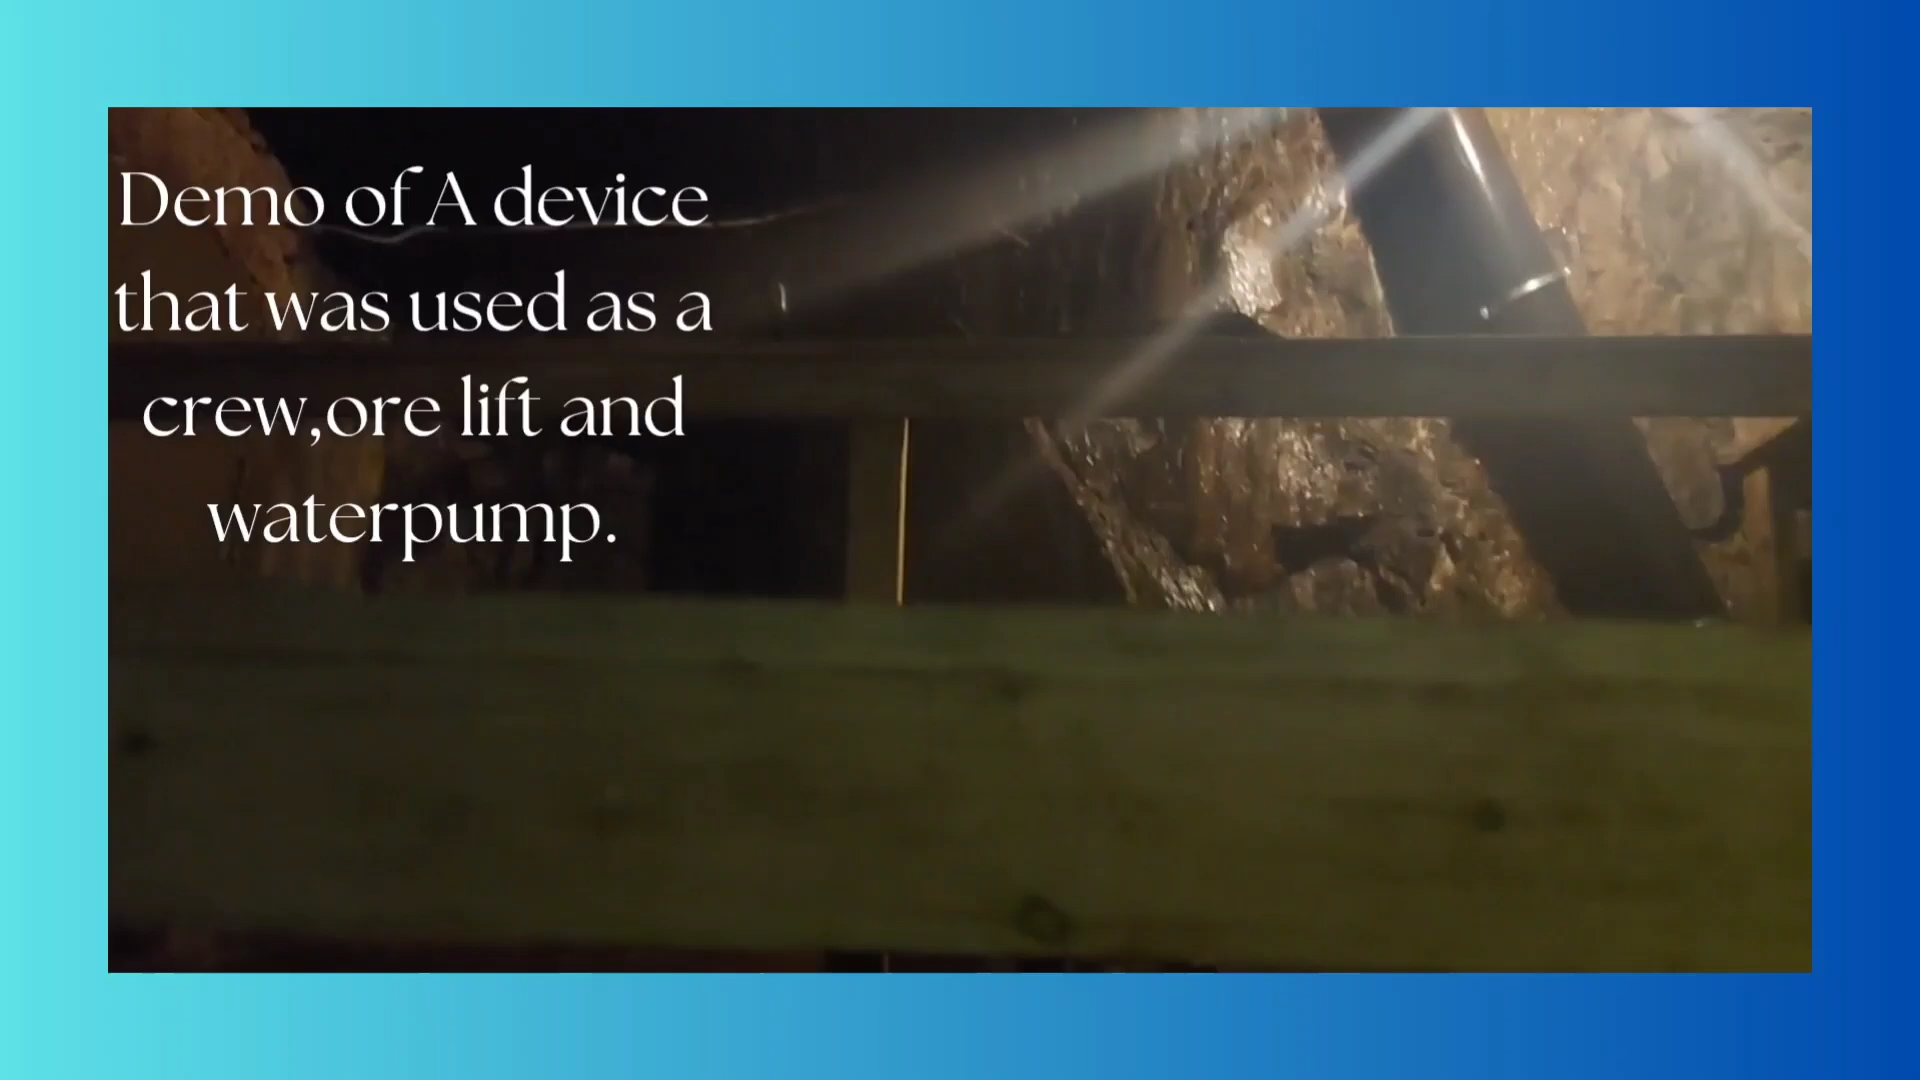 Demo of A device
that was used as a
crew,ore lift and
waterpump.